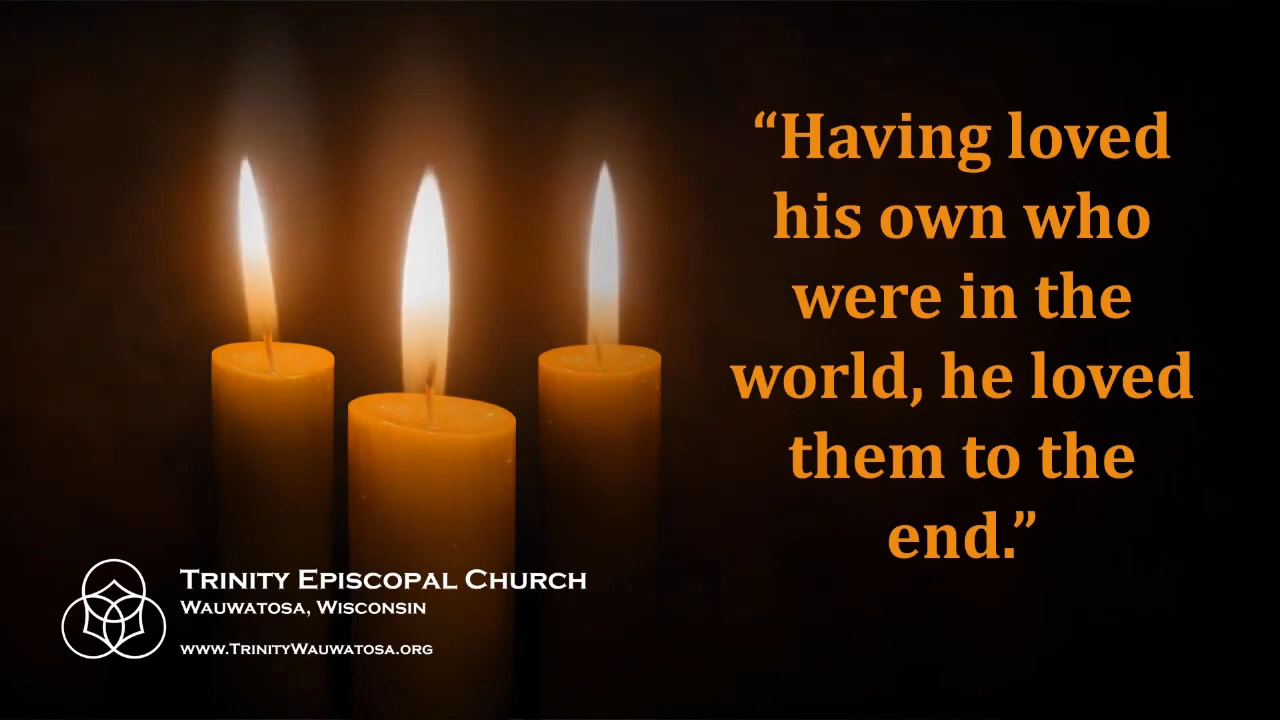 “Having loved
his own who
were in the
world, he loved
them to the
end.”
Trinity Episcopal Church
Wauwatosa, Wisconsin
www.TrinityWauwatosa.org